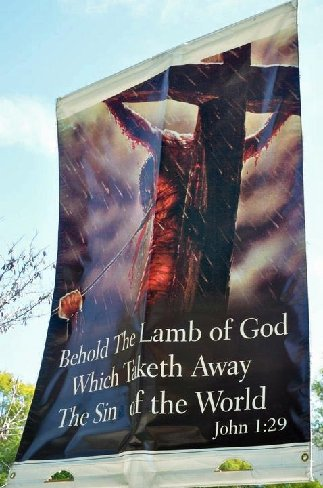 Behold The Lamb of God
Which Taketh Away
The Sin of the World
John 1:29